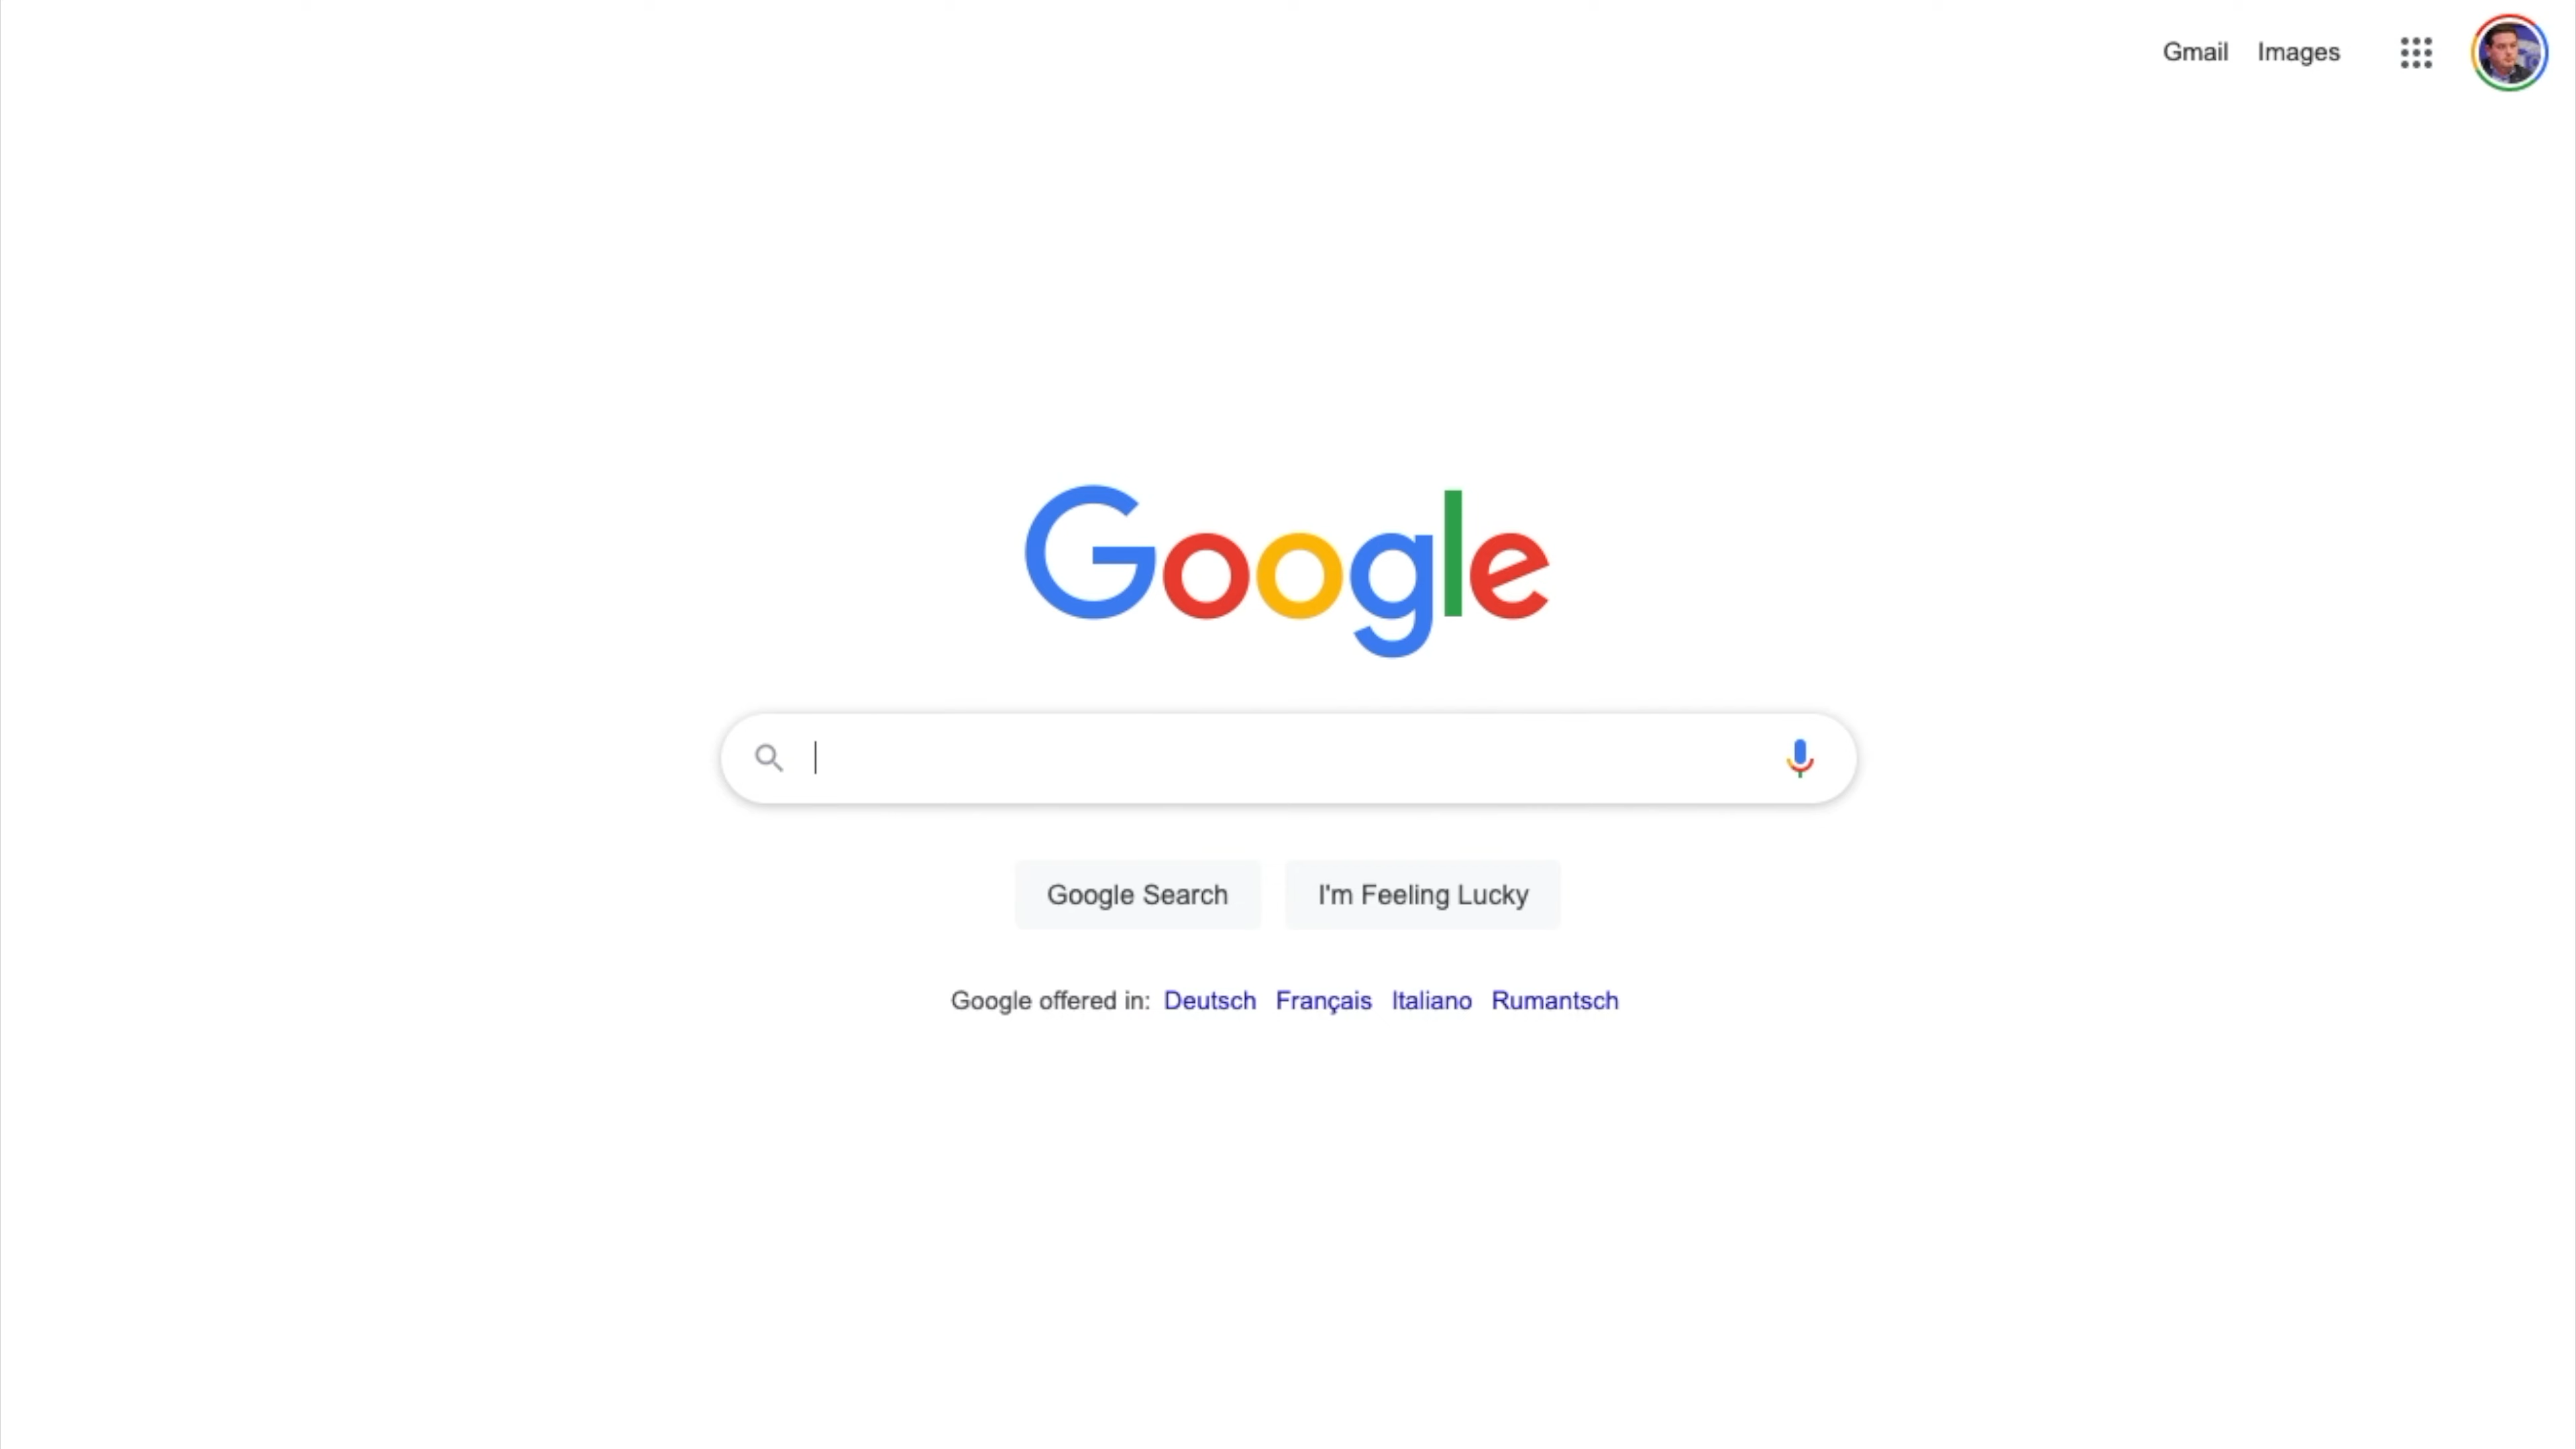 Gmail Images
Google
Google Search I'm Feeling Lucky
Google offered in: Deutsch Français Italiano Rumantsch